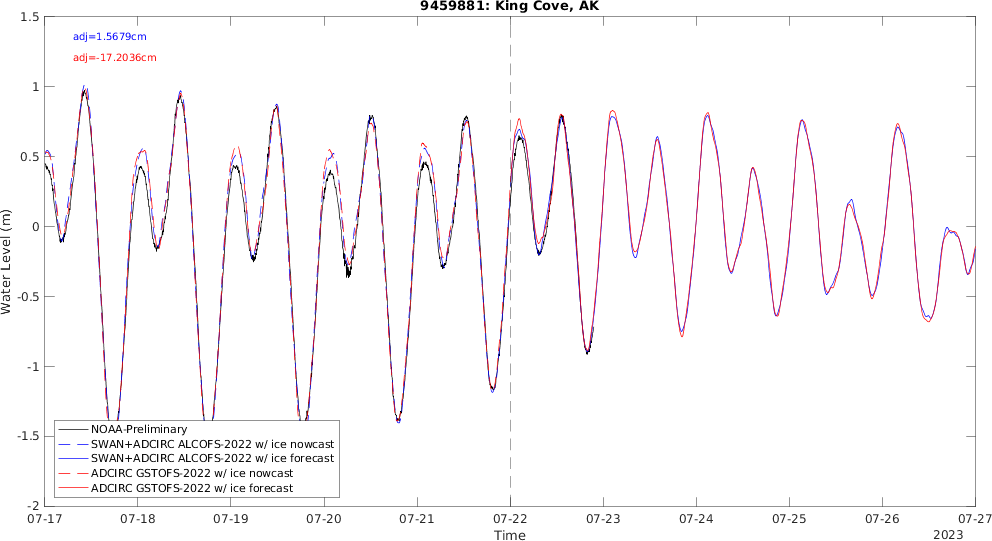 9459881: King Cove, AK
adj=1.5679cm
adj=-17.2036cm
Water Level (m)
1.5
1
0.5
0
-0.5
-1
-1.5
-2
NOAA-Preliminary
SWAN+ADCIRC ALCOFS-2022 w/ ice nowcast
SWAN+ADCIRC ALCOFS-2022 w/ ice forecast
ADCIRC GSTOFS-2022 w/ ice nowcast
ADCIRC GSTOFS-2022 w/ ice forecast
07-17 07-18 07-19 07-20 07-21 07-22 07-23 07-24 07-25 07-26 07-27
Time
2023